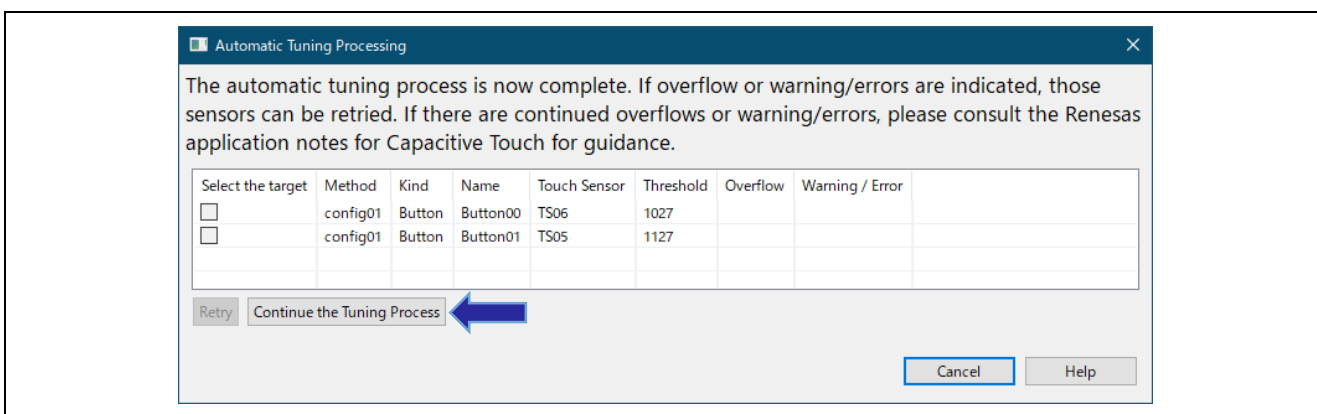 Automatic Tuning Processing
The automatic tuning process is now complete. If overflow or warning/errors are indicated, those
sensors can be retried. If there are continued overflows or warning/errors, please consult the Renesas
application notes for Capacitive Touch for guidance.
Select the target Method Kind Name Touch Sensor Threshold Overflow Warning / Error
config01 Button Button00 TS06 1027
config01 Button Button01 TS05 1127
Retry Continue the Tuning Process
Cancel Help